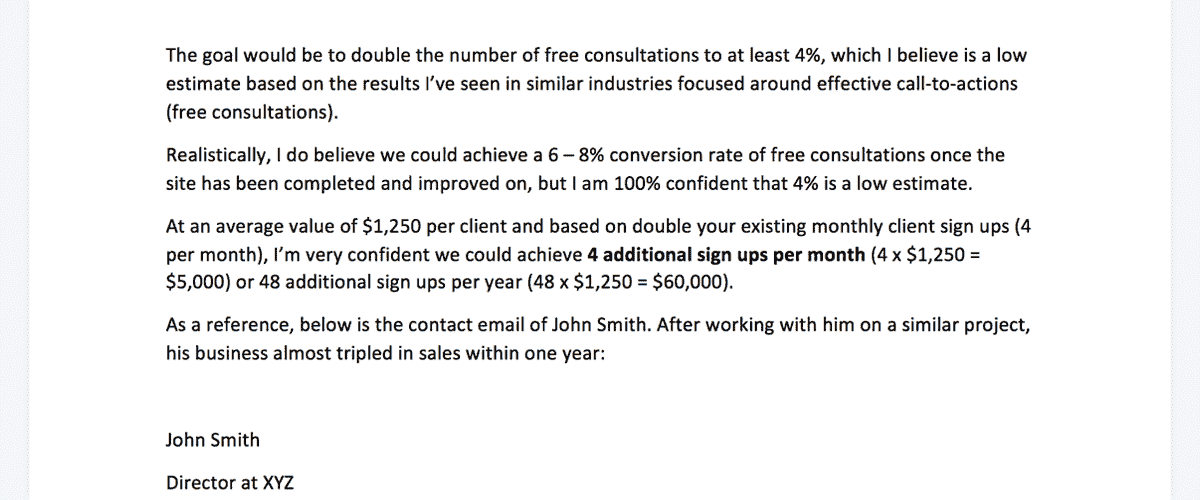 The goal would be to double the number of free consultations to at least 4%, which I believe is a low
estimate based on the results I’ve seen in similar industries focused around effective call-to-actions
(free consultations).
Realistically, I do believe we could achieve a 6 – 8% conversion rate of free consultations once the
site has been completed and improved on, but I am 100% confident that 4% is a low estimate.
At an average value of $1,250 per client and based on double your existing monthly client sign ups (4
per month), I’m very confident we could achieve 4 additional sign ups per month (4 x $1,250 =
$5,000) or 48 additional sign ups per year (48 x $1,250 = $60,000).
As a reference, below is the contact email of John Smith. After working with him on a similar project,
his business almost tripled in sales within one year:
John Smith
Director at XYZ